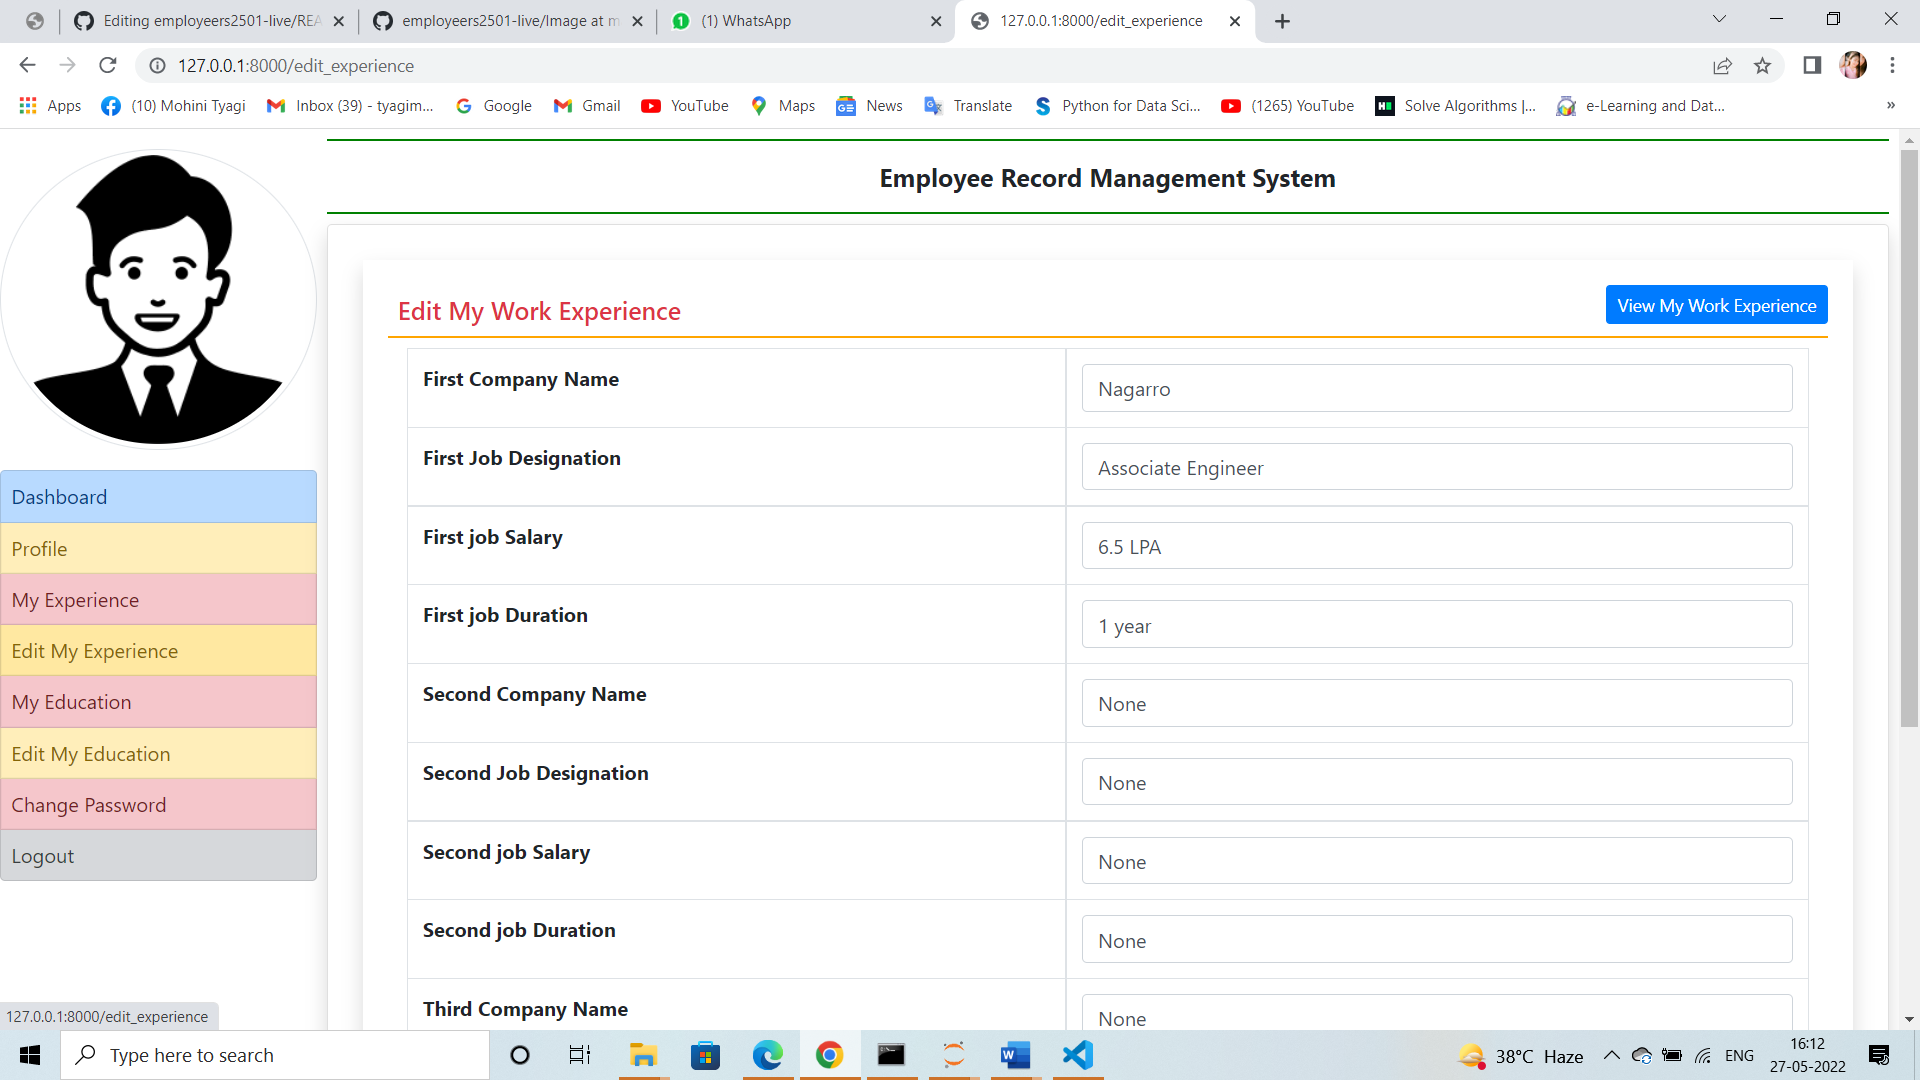 Editing employeers2501-live/REA
employeers2501-live/Image at m
(1) WhatsApp
127.0.0.1:8000/edit_experience
127.0.0.1:8000/edit_experience
Apps
(10) Mohini Tyagi
Inbox (39) - tyagim...
Google
Gmail
YouTube
Maps
News
Translate
Python for Data Sci...
(1265) YouTube
Solve Algorithms |...
e-Learning and Dat...
»
Employee Record Management System
Edit My Work Experience
View My Work Experience
First Company Name
Nagarro
First Job Designation
Associate Engineer
First job Salary
6.5 LPA
First job Duration
1 year
Second Company Name
None
Second Job Designation
None
Second job Salary
None
Second job Duration
None
Third Company Name
None
Dashboard
Profile
My Experience
Edit My Experience
My Education
Edit My Education
Change Password
Logout
127.0.0.1:8000/edit_experience
Type here to search
38°C Haze
ENG
16:12
27-05-2022